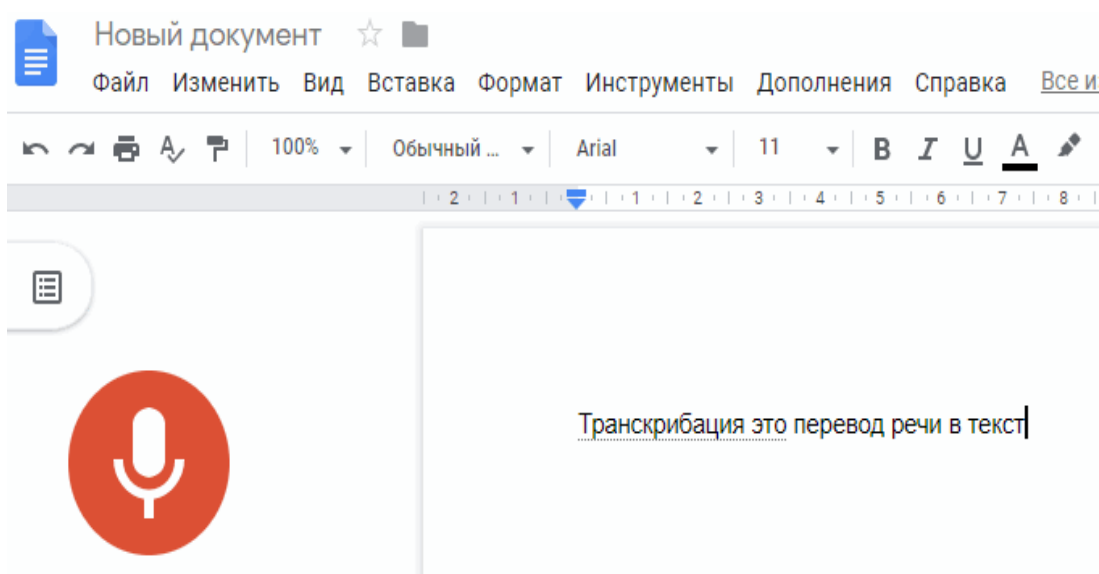 Новый документ
Файл Изменить Вид Вставка Формат Инструменты Дополнения Справка Все и
100% Обычный ... Arial 11 B I U A
2 1 1 2 3 4 5 6 7 8
Транскрибация это перевод речи в текст